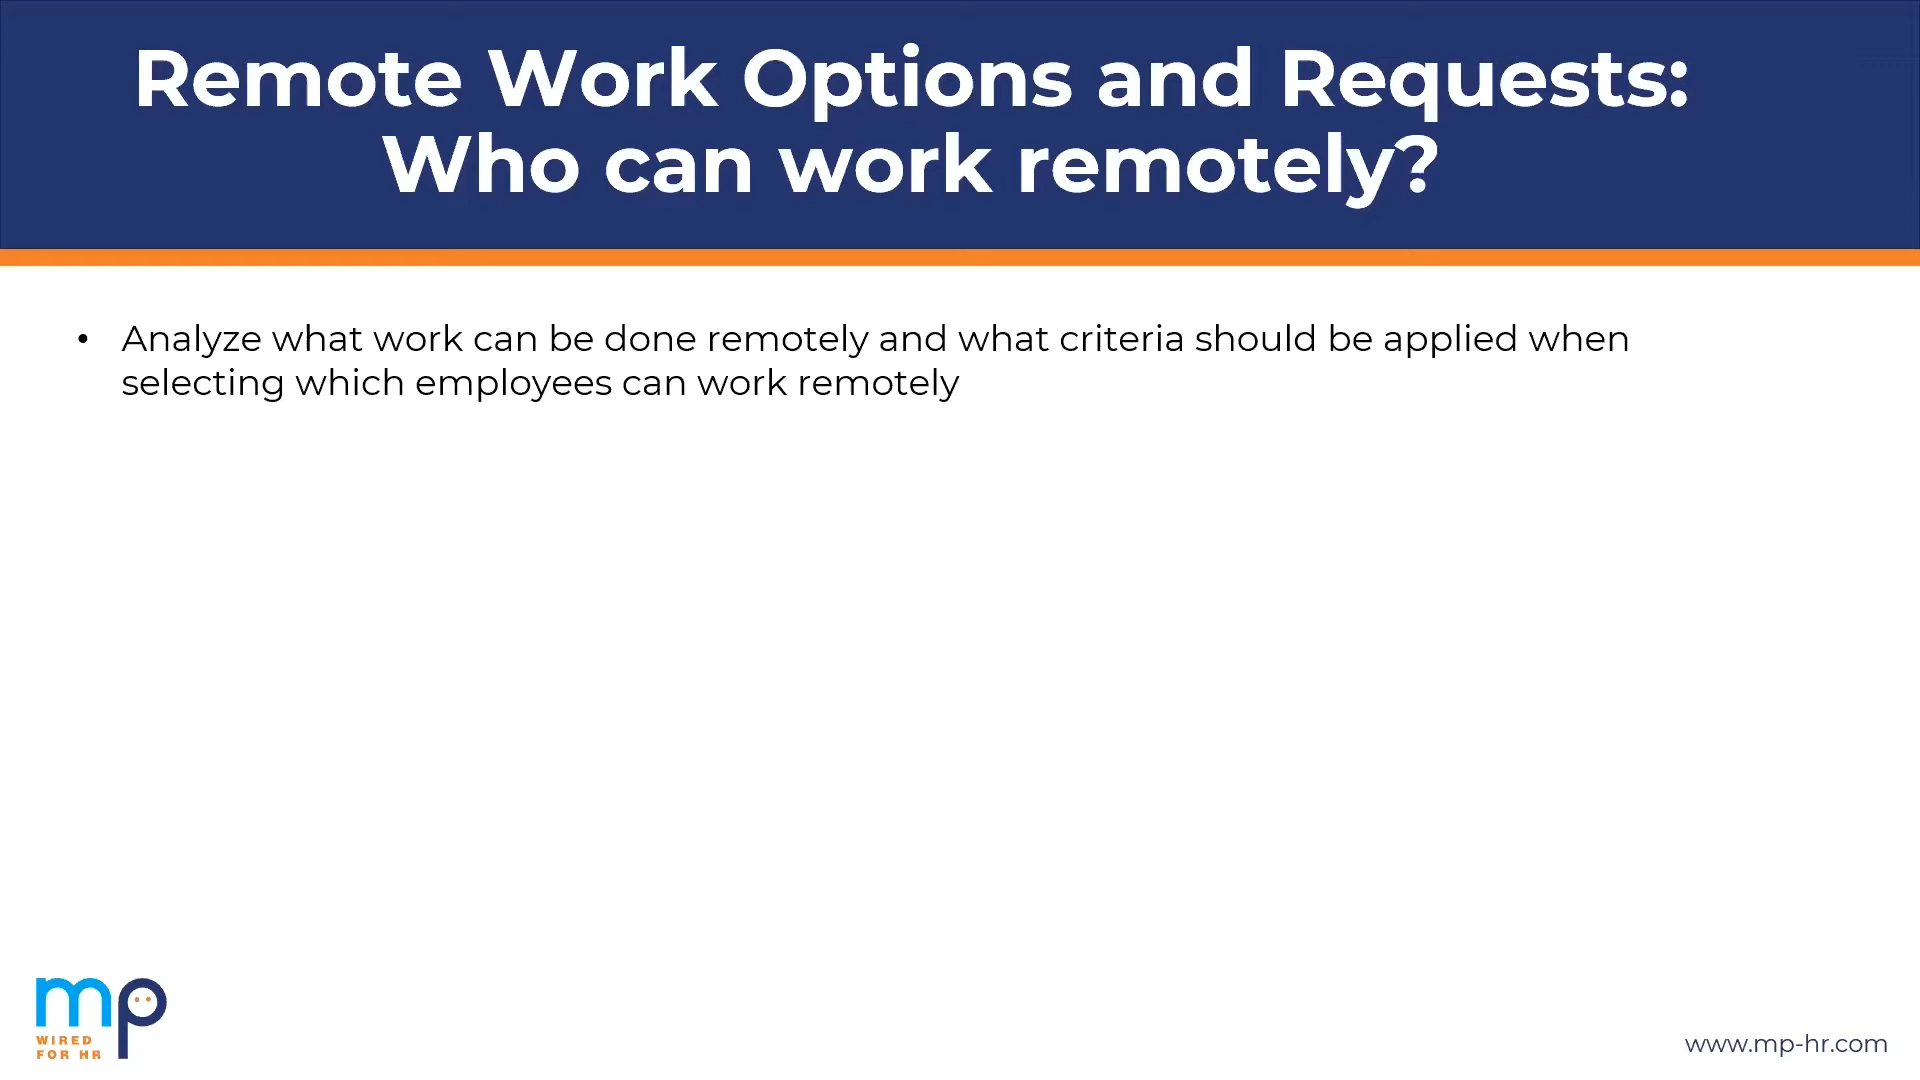 Remote Work Options and Requests:
Who can work remotely?
• Analyze what work can be done remotely and what criteria should be applied when
selecting which employees can work remotely
mp
WIRED
FOR HR
www.mp-hr.com